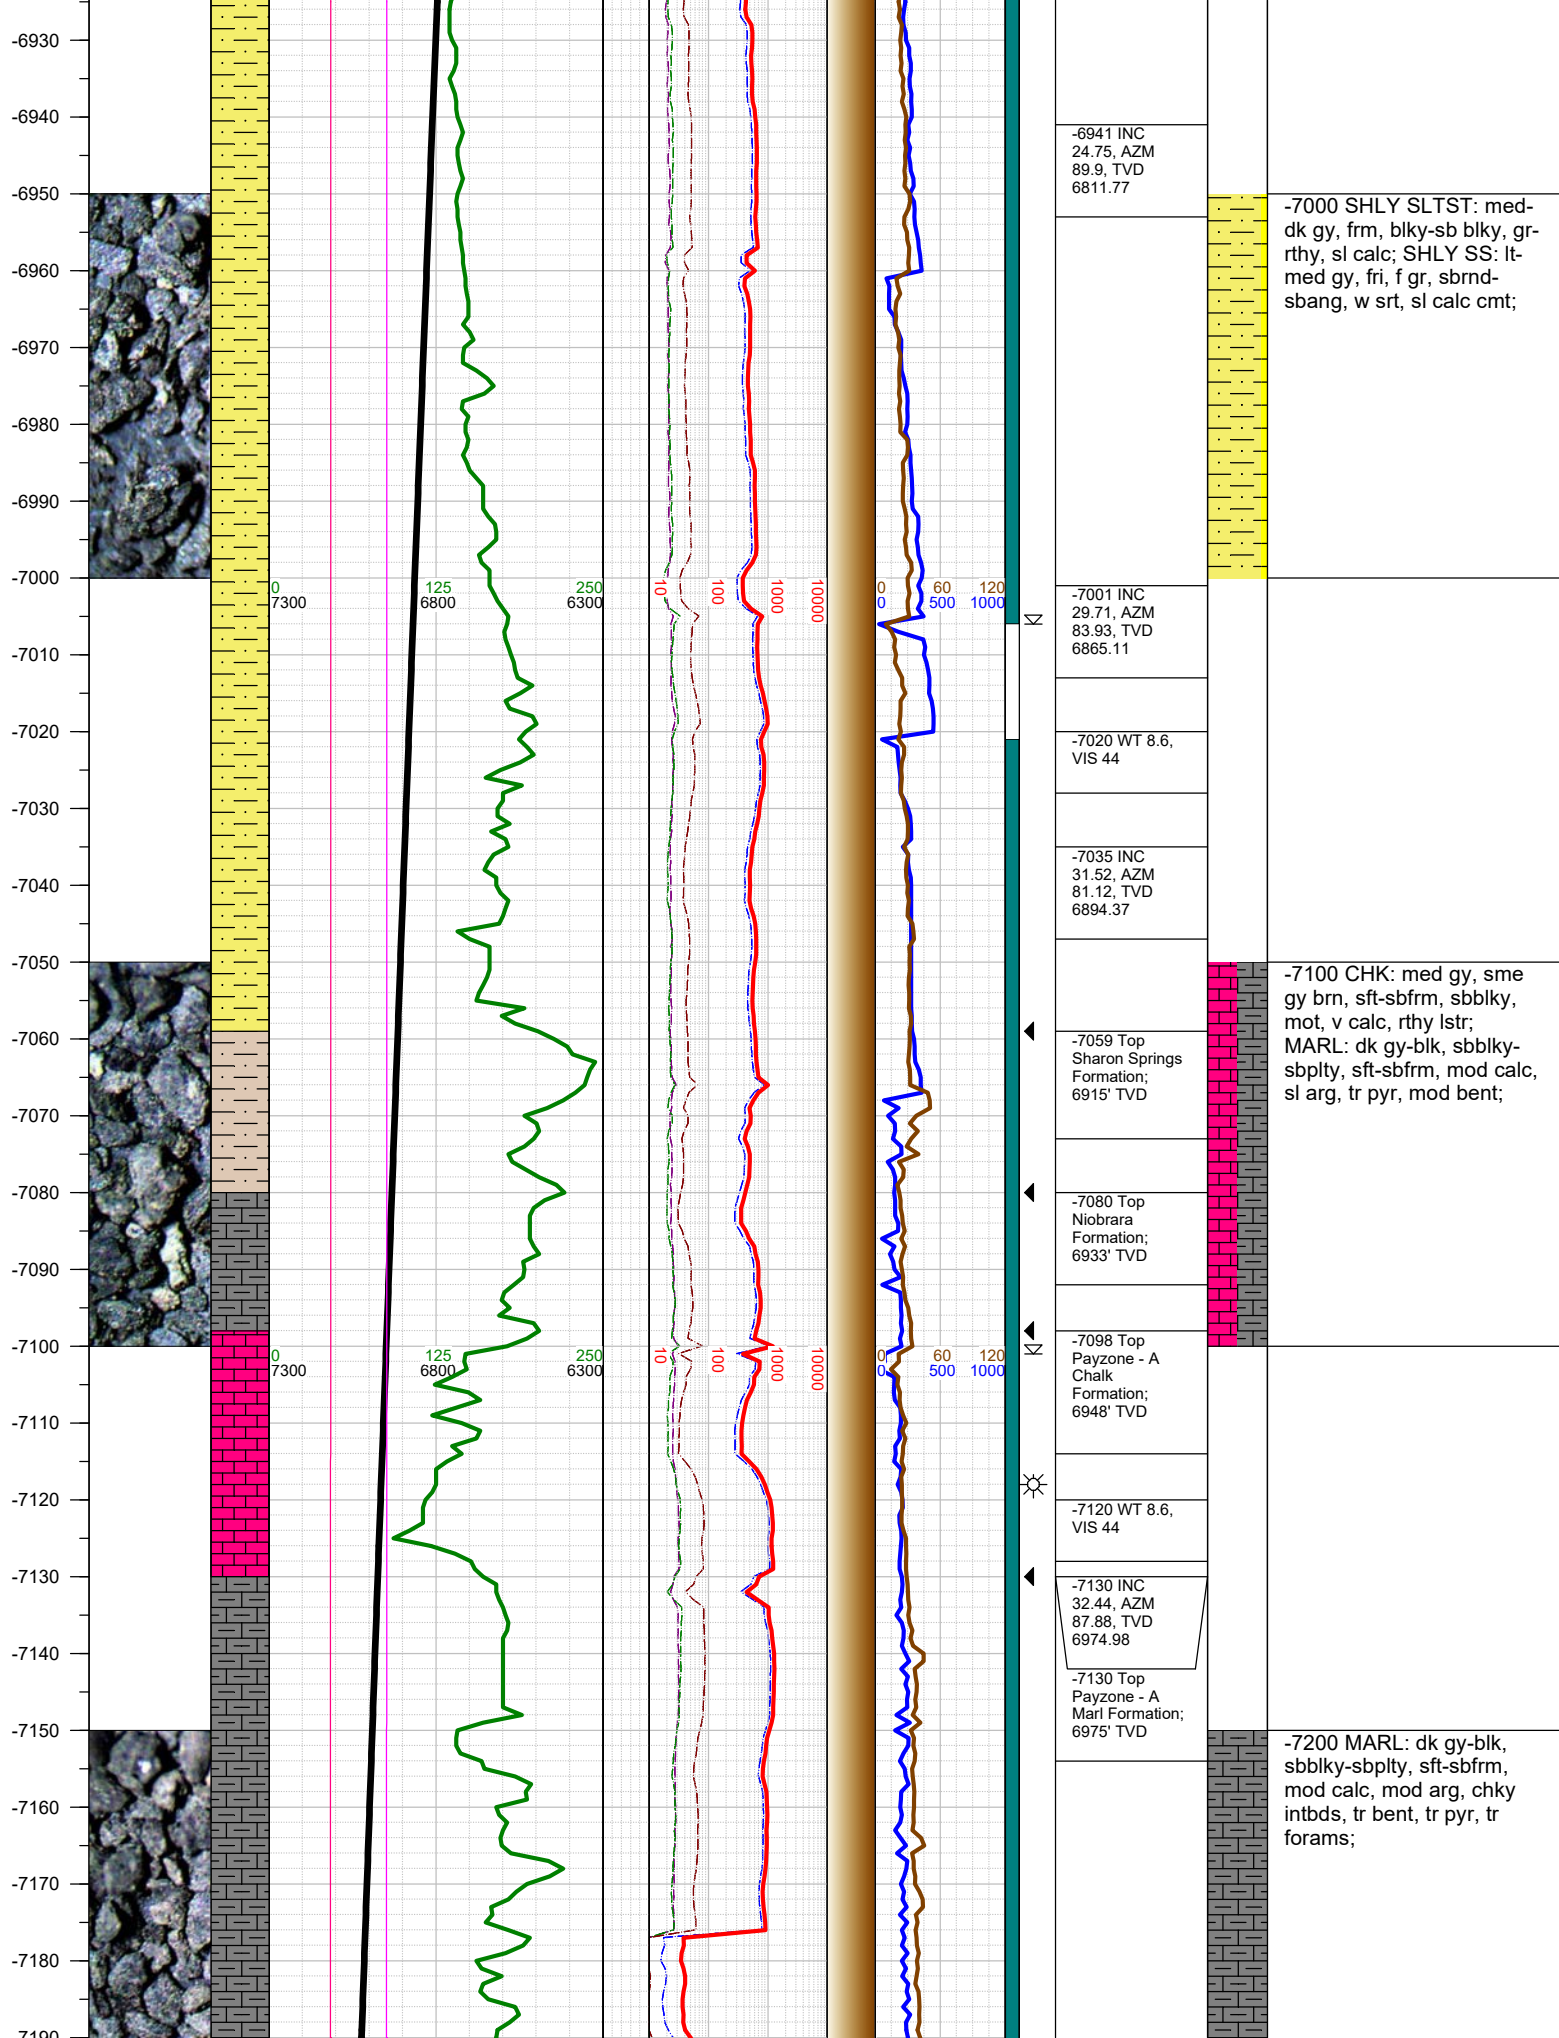 -6930
-6940
-6950
-6960
-6970
-6980
-6990
-7000
-7010
-7020
-7030
-7040
-7050
-7060
-7070
-7080
-7090
-7100
-7110
-7120
-7130
-7140
-7150
-7160
-7170
-7180
-7190
0 125 250
7300 6800 6300
10 100 1000 10000
0 60 120
0 500 1000
0 125 250
7300 6800 6300
10 100 1000 10000
0 60 120
0 500 1000
-6941 INC
24.75, AZM
89.9, TVD
6811.77
-7001 INC
29.71, AZM
83.93, TVD
6865.11
-7020 WT 8.6,
VIS 44
-7035 INC
31.52, AZM
81.12, TVD
6894.37
-7059 Top
Sharon Springs
Formation;
6915' TVD
-7080 Top
Niobrara
Formation;
6933' TVD
-7098 Top
Payzone - A
Chalk
Formation;
6948' TVD
-7120 WT 8.6,
VIS 44
-7130 INC
32.44, AZM
87.88, TVD
6974.98
-7130 Top
Payzone - A
Marl Formation;
6975' TVD
-7000 SHLY SLTST: med-
dk gy, frm, blky-sb blky, gr-
rthy, sl calc; SHLY SS: lt-
med gy, fri, f gr, sbrnd-
sbang, w srt, sl calc cmt;
-7100 CHK: med gy, sme
gy brn, sft-sbfrm, sbblky,
mot, v calc, rthy lstr;
MARL: dk gy-blk, sbblky-
sbplty, sft-sbfrm, mod calc,
sl arg, tr pyr, mod bent;
-7200 MARL: dk gy-blk,
sbblky-sbplty, sft-sbfrm,
mod calc, mod arg, chky
intbds, tr bent, tr pyr, tr
forams;